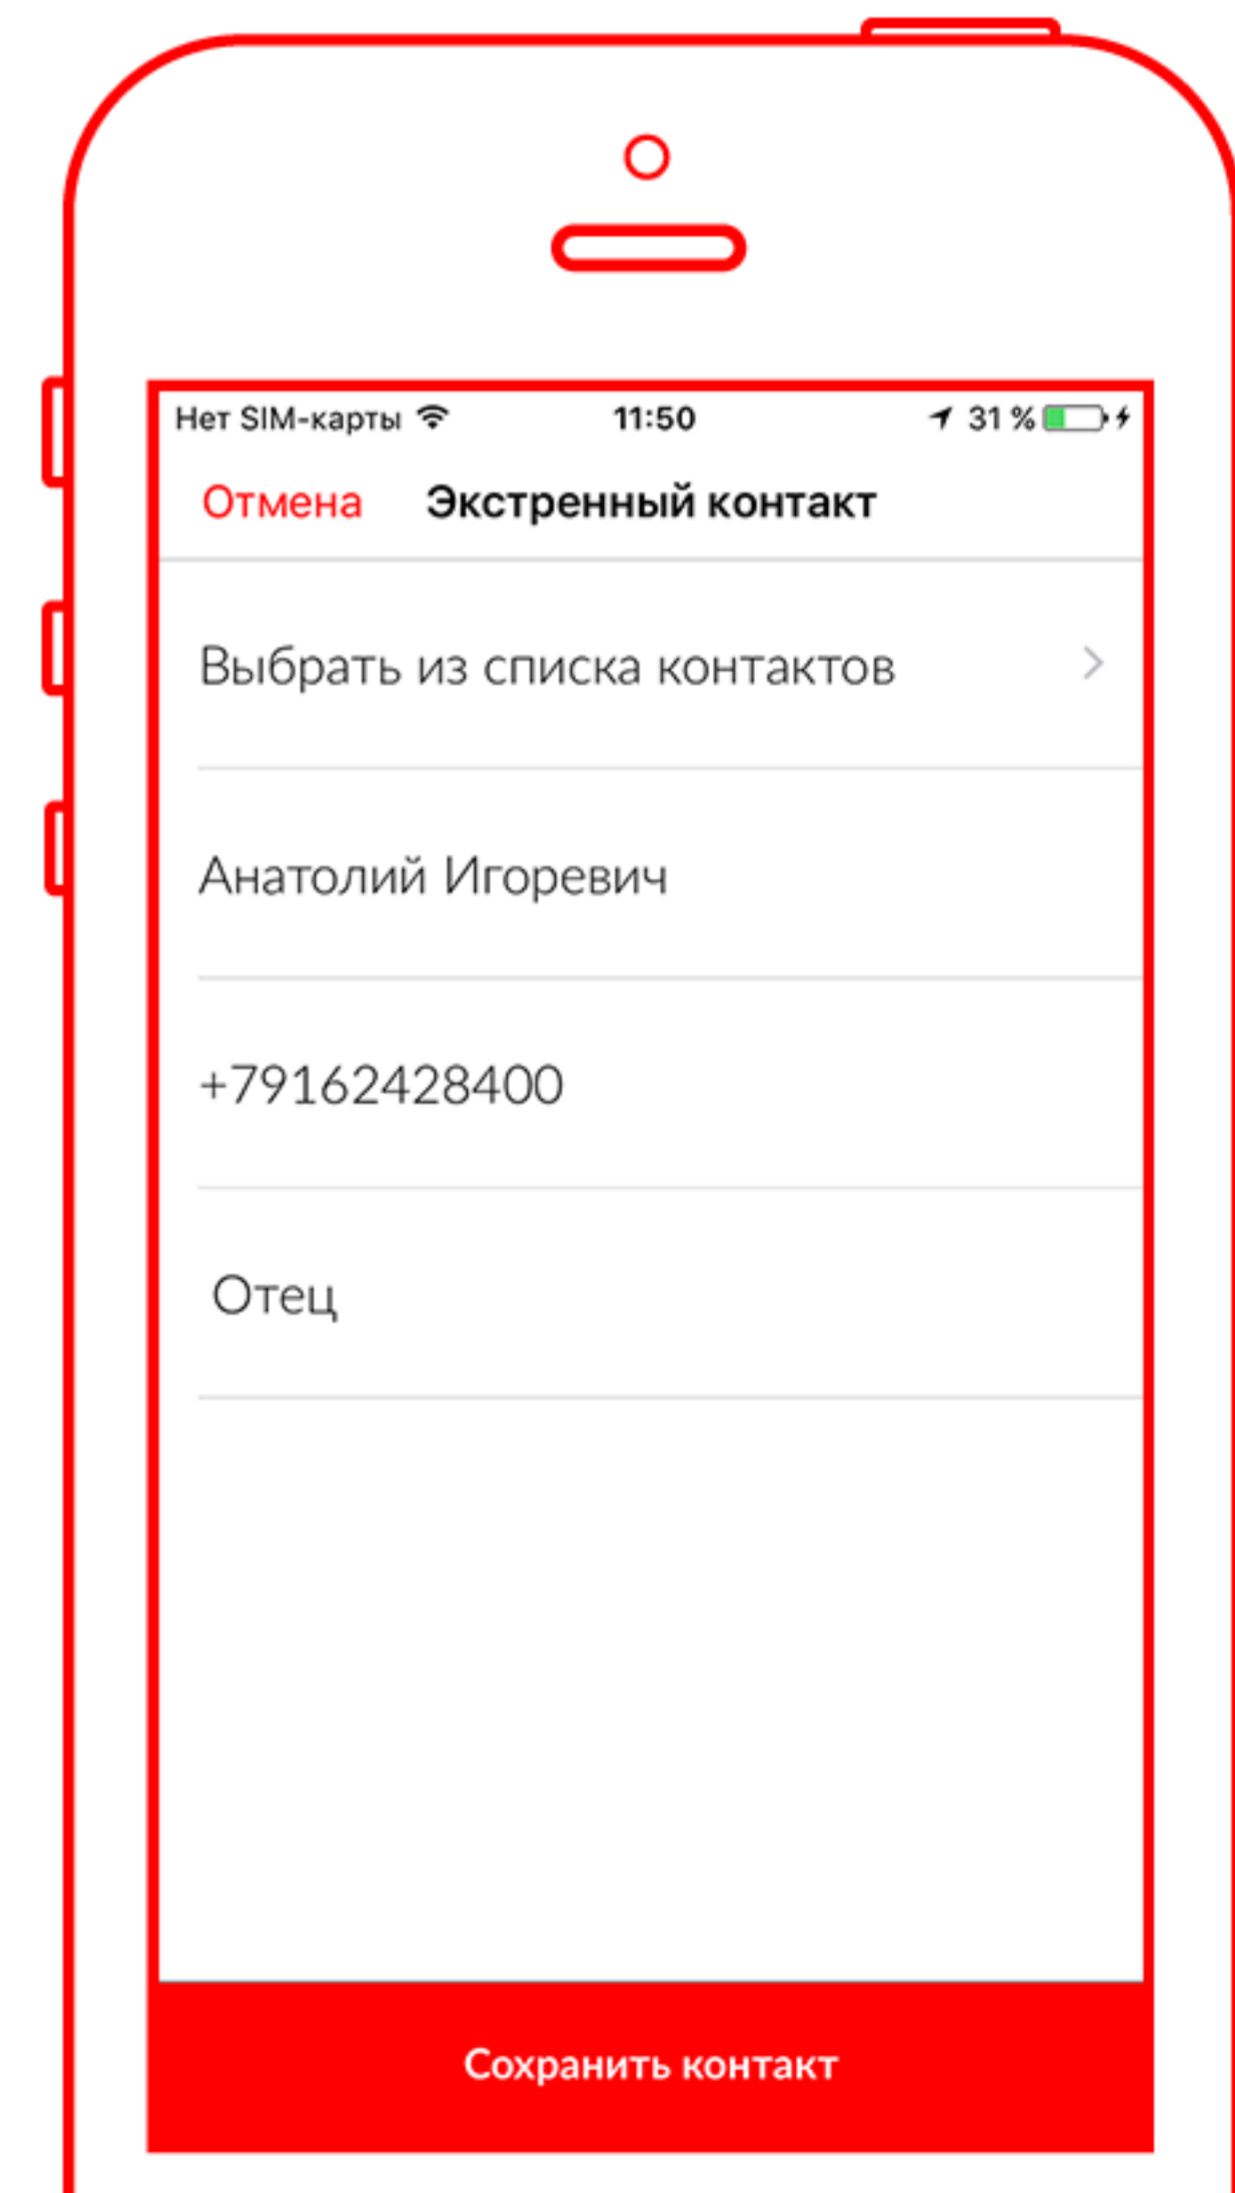 Нет SIM-карты 11:50 31 %
Отмена Экстренный контакт
Выбрать из списка контактов
Анатолий Игоревич
+79162428400
Отец
Сохранить контакт